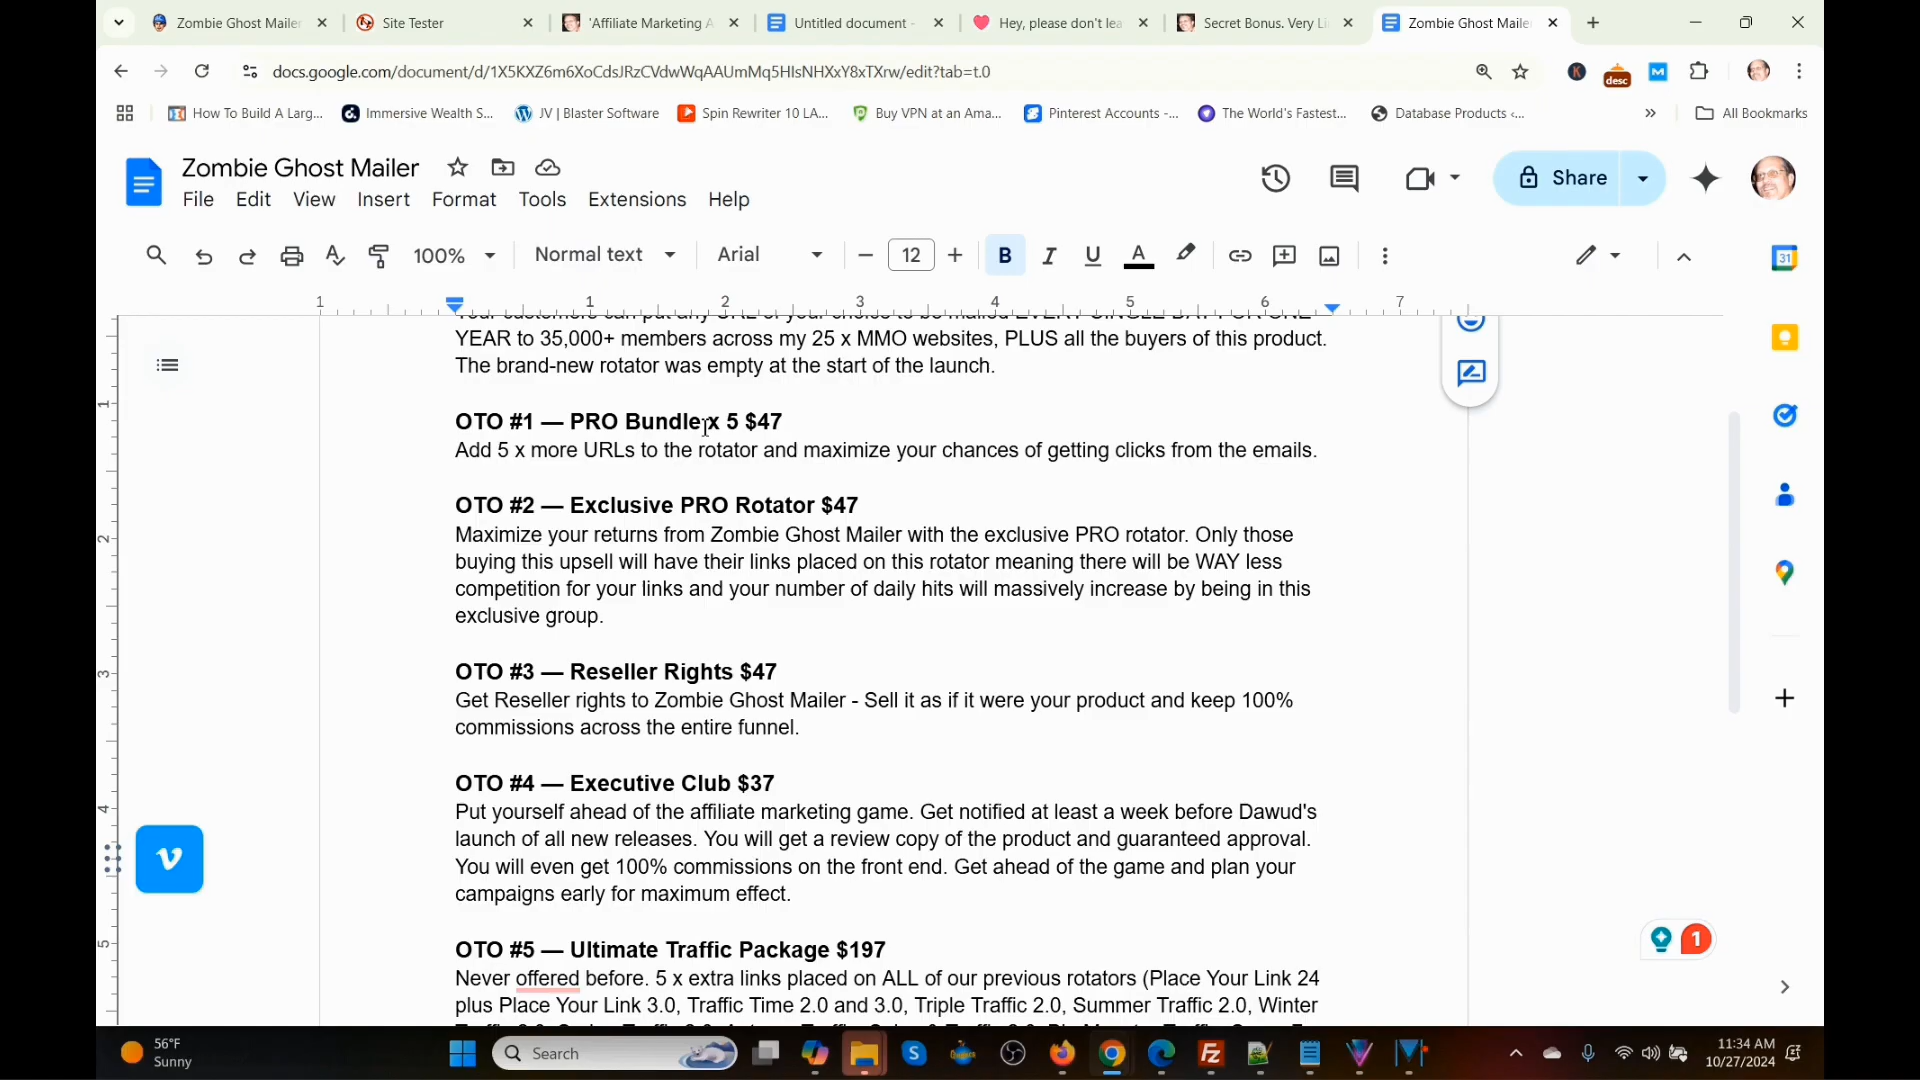 Zombie Ghost Mailer
Site Tester
'Affiliate Marketing A
Untitled document -
Hey, please don't lea
Secret Bonus. Very Li
Zombie Ghost Maile
docs.google.com/document/d/1X5KXZ6m6XoCdsJRzCVdwWqAAUmMq5HIsNHXxY8xTXrw/edit?tab=t.0
desc
How To Build A Larg...
Immersive Wealth S...
JV | Blaster Software
Spin Rewriter 10 LA...
Buy VPN at an Ama...
Pinterest Accounts -...
The World's Fastest...
Database Products <...
All Bookmarks
Zombie Ghost Mailer
File Edit View Insert Format Tools Extensions Help
Share
100%
Normal text
Arial
12
B I U A
31
1 1 2 3 4 5 6 7
YEAR to 35,000+ members across my 25 x MMO websites, PLUS all the buyers of this product.
The brand-new rotator was empty at the start of the launch.
OTO #1 — PRO Bundle x 5 $47
Add 5 x more URLs to the rotator and maximize your chances of getting clicks from the emails.
OTO #2 — Exclusive PRO Rotator $47
Maximize your returns from Zombie Ghost Mailer with the exclusive PRO rotator. Only those
buying this upsell will have their links placed on this rotator meaning there will be WAY less
competition for your links and your number of daily hits will massively increase by being in this
exclusive group.
OTO #3 — Reseller Rights $47
Get Reseller rights to Zombie Ghost Mailer - Sell it as if it were your product and keep 100%
commissions across the entire funnel.
OTO #4 — Executive Club $37
Put yourself ahead of the affiliate marketing game. Get notified at least a week before Dawud's
launch of all new releases. You will get a review copy of the product and guaranteed approval.
You will even get 100% commissions on the front end. Get ahead of the game and plan your
campaigns early for maximum effect.
OTO #5 — Ultimate Traffic Package $197
Never offered before. 5 x extra links placed on ALL of our previous rotators (Place Your Link 24
plus Place Your Link 3.0, Traffic Time 2.0 and 3.0, Triple Traffic 2.0, Summer Traffic 2.0, Winter
1
1
2
3
4
5
56°F
Sunny
Search
11:34 AM
10/27/2024